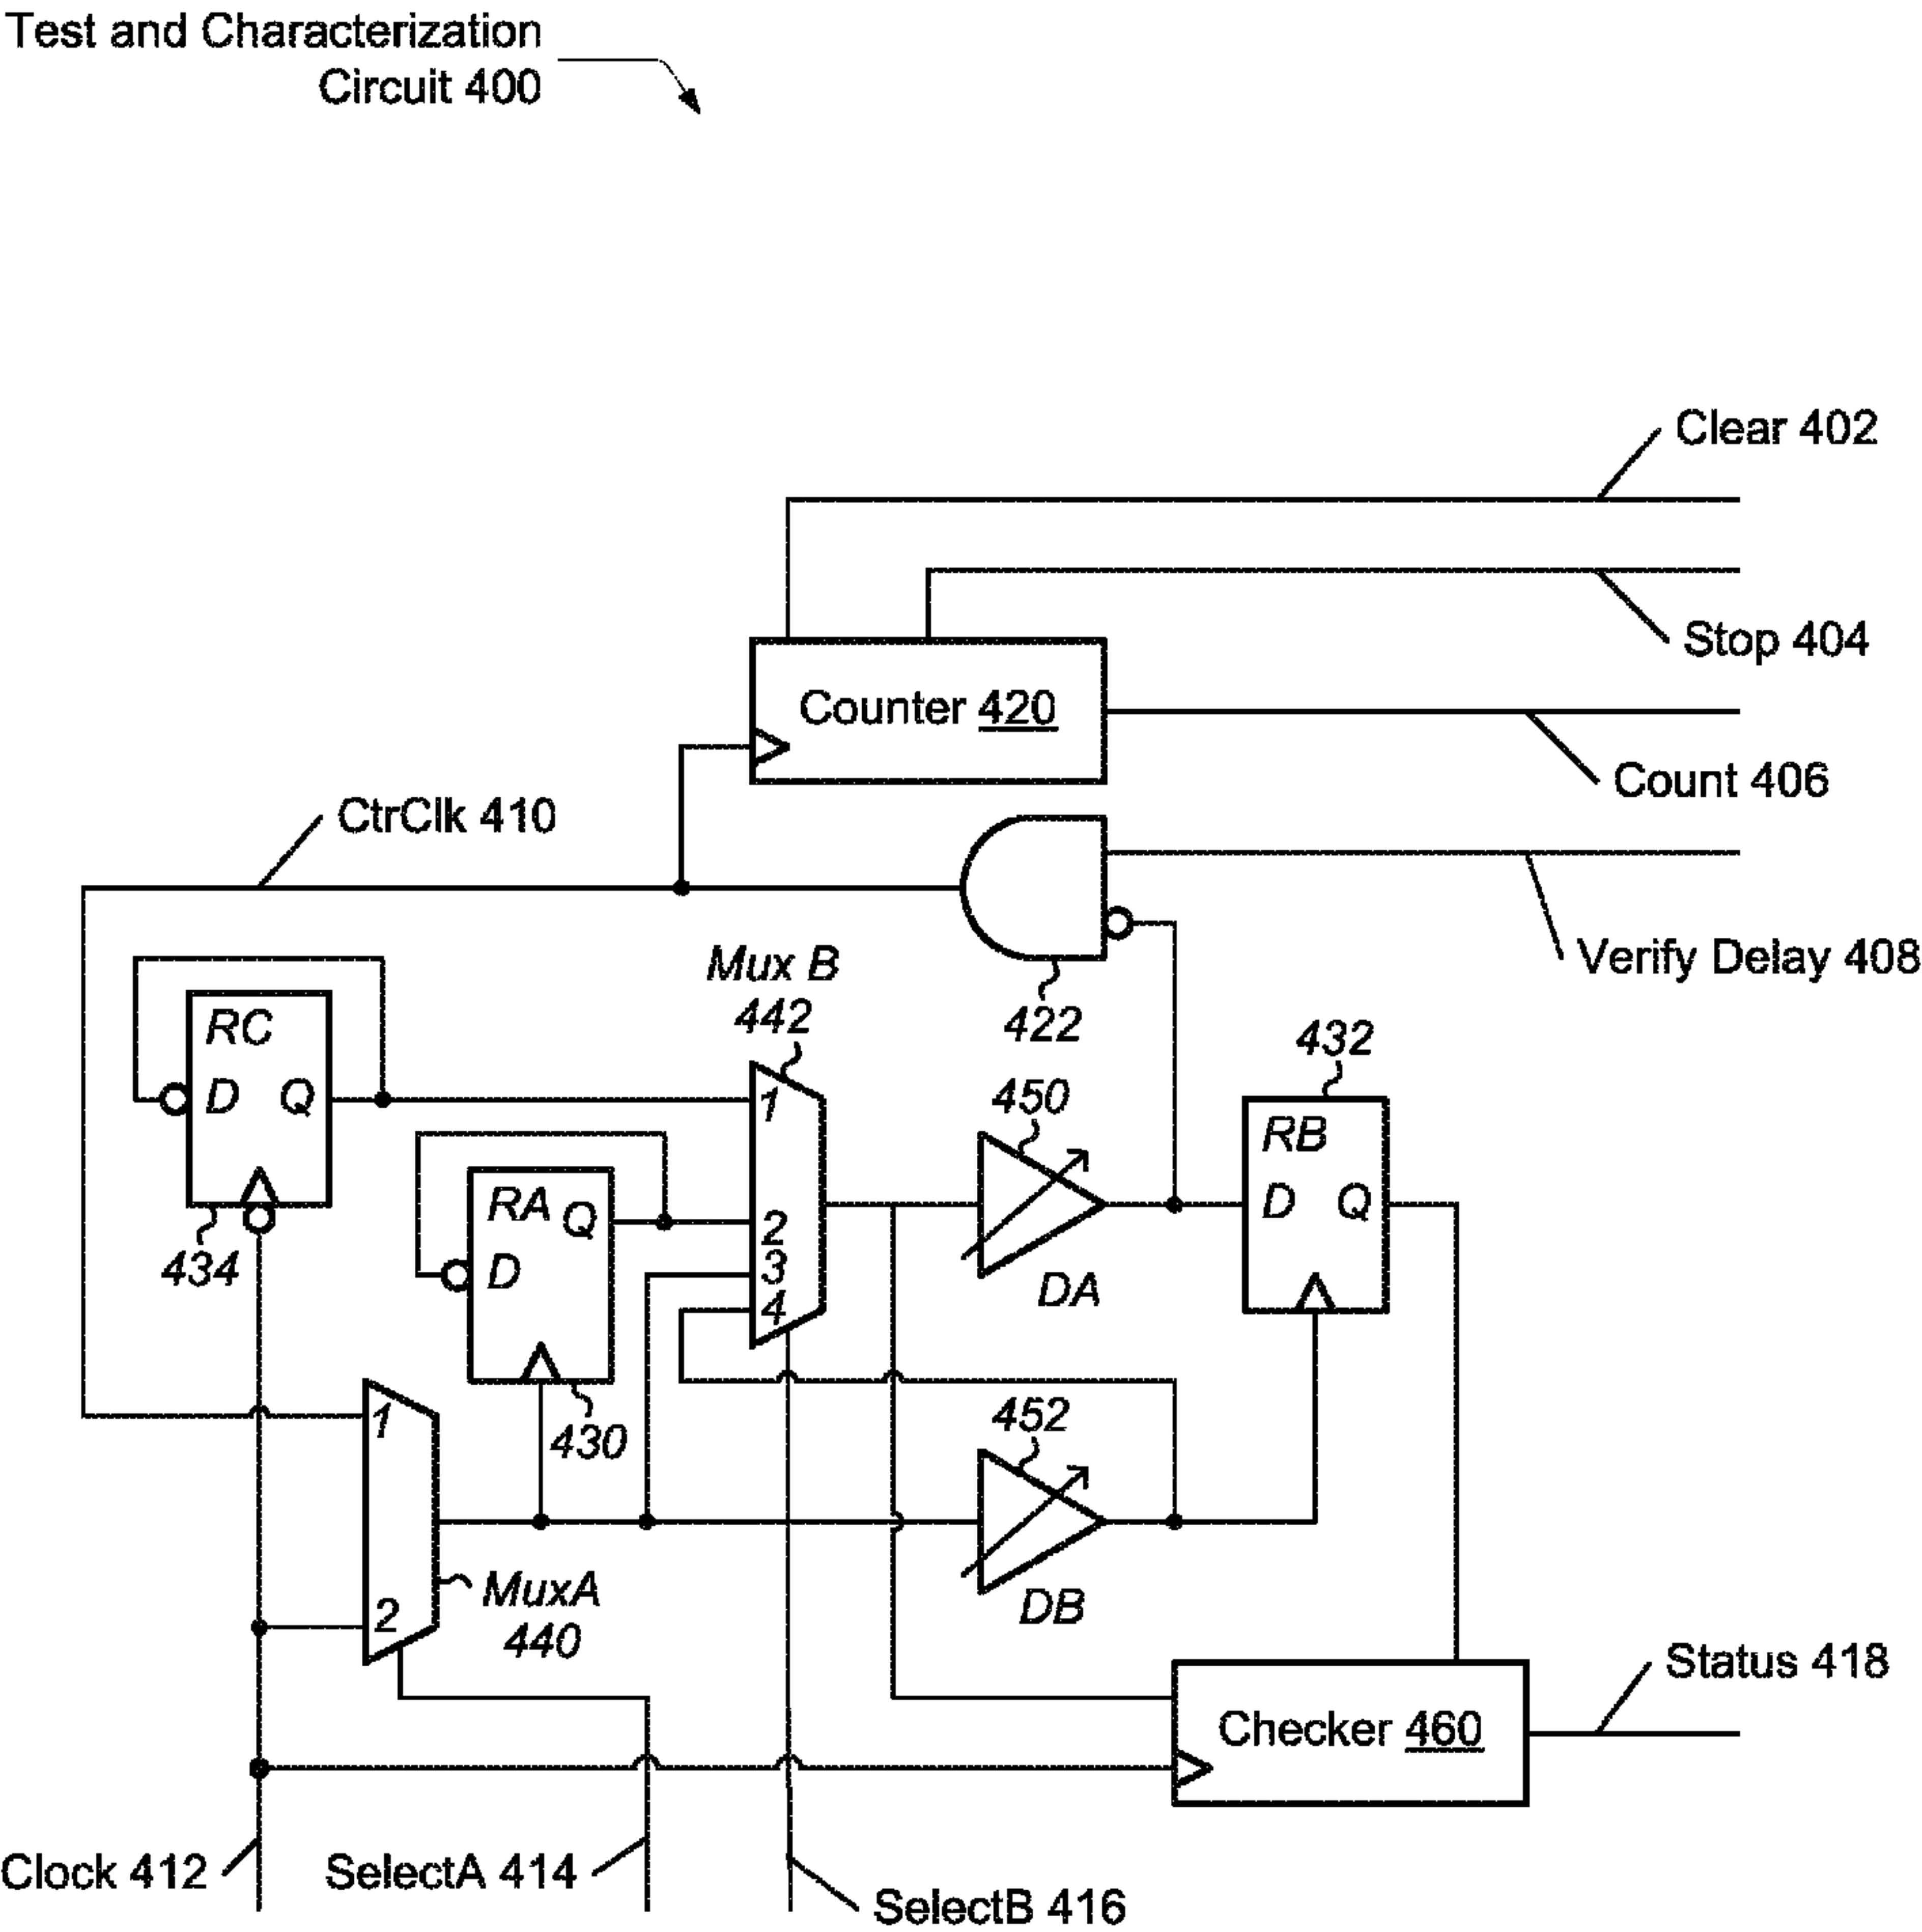 Test and Characterization
Circuit 400
Clear 402
Stop 404
Counter 420
Count 406
CtrClk 410
Verify Delay 408
Mux B
442
422
RC
D Q
434
1
2
3
4
450
DA
432
RB
D Q
RA Q
D
430
1
2
MuxA
440
452
DB
Status 418
Checker 460
Clock 412
SelectA 414
SelectB 416